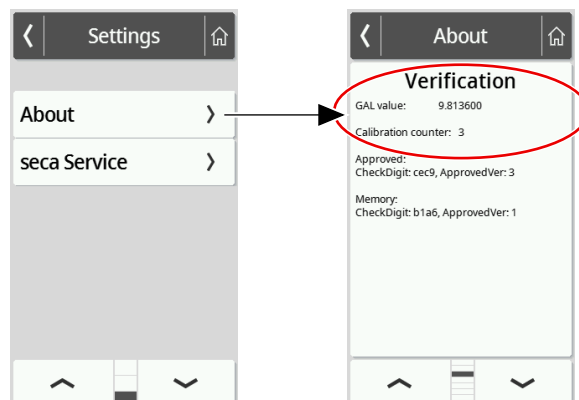 Settings
About
seca Service
About
Verification
GAL value: 9.813600
Calibration counter: 3
Approved:
CheckDigit: cec9, ApprovedVer: 3
Memory:
CheckDigit: b1a6, ApprovedVer: 1